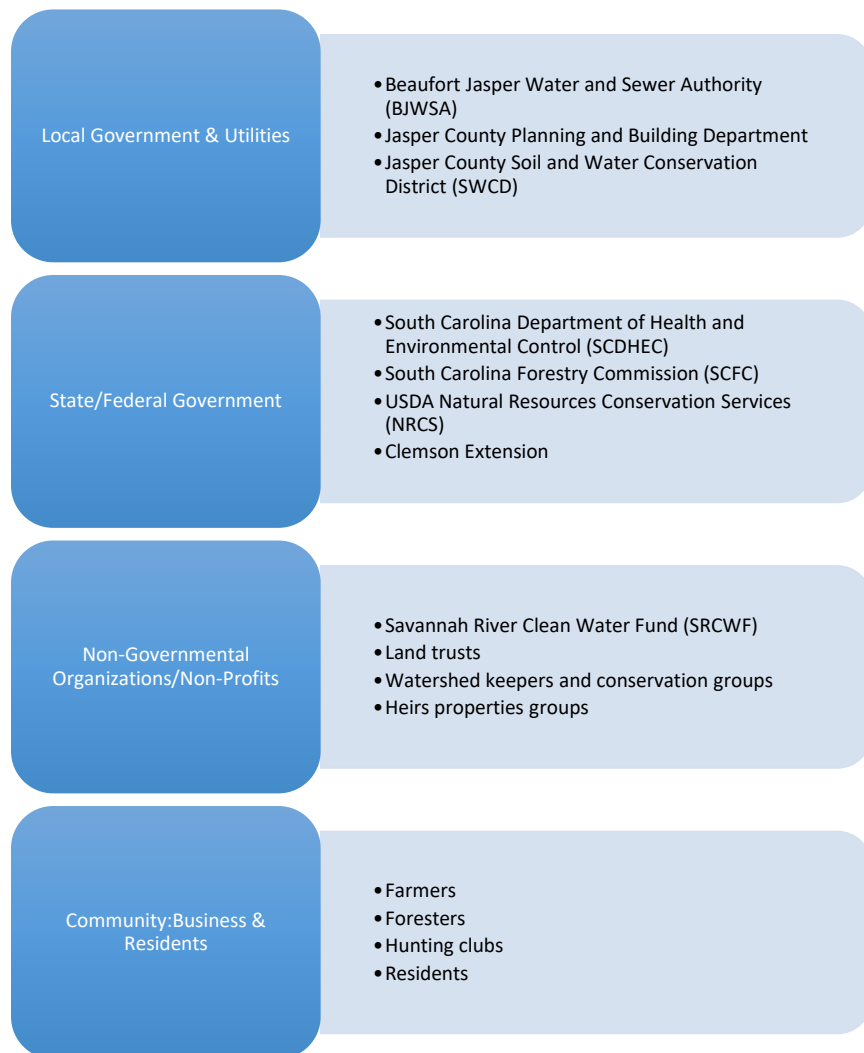 Local Government & Utilities
•Beaufort Jasper Water and Sewer Authority
(BJWSA)
•Jasper County Planning and Building Department
•Jasper County Soil and Water Conservation
District (SWCD)
State/Federal Government
•South Carolina Department of Health and
Environmental Control (SCDHEC)
•South Carolina Forestry Commission (SCFC)
•USDA Natural Resources Conservation Services
(NRCS)
•Clemson Extension
Non-Governmental
Organizations/Non-Profits
•Savannah River Clean Water Fund (SRCWF)
•Land trusts
•Watershed keepers and conservation groups
•Heirs properties groups
Community:Business &
Residents
•Farmers
•Foresters
•Hunting clubs
•Residents